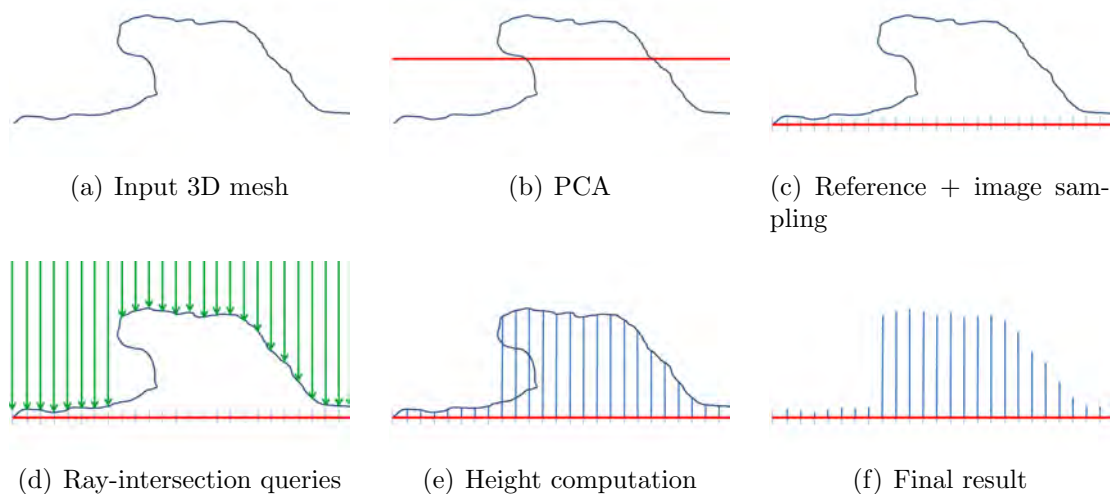 (a) Input 3D mesh
(b) PCA
(c) Reference + image sam-
pling
(d) Ray-intersection queries
(e) Height computation
(f) Final result